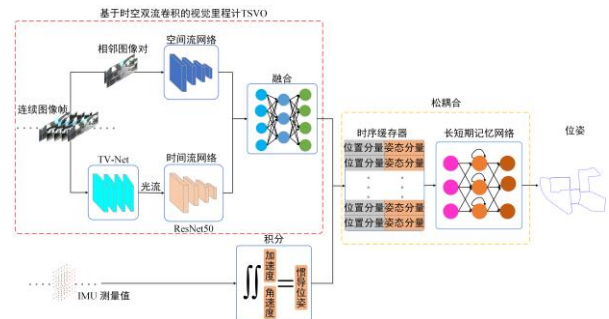 基于时空双流卷积的视觉里程计TSVO
相邻图像对
空间流网络
连续图像帧
融合
TV-Net
光流
时间流网络
ResNet50
松耦合
时序缓存器
长短期记忆网络
位姿
位置分量 姿态分量
位置分量 姿态分量
位置分量 姿态分量
位置分量 姿态分量
积分
IMU 测量值
∬ 加速度 角速度 = 惯导位姿